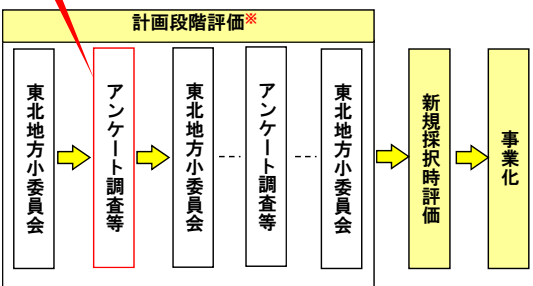 計画段階評価※
東北地方小委員会
アンケート調査等
東北地方小委員会
アンケート調査等
東北地方小委員会
新規採択時評価
事業化